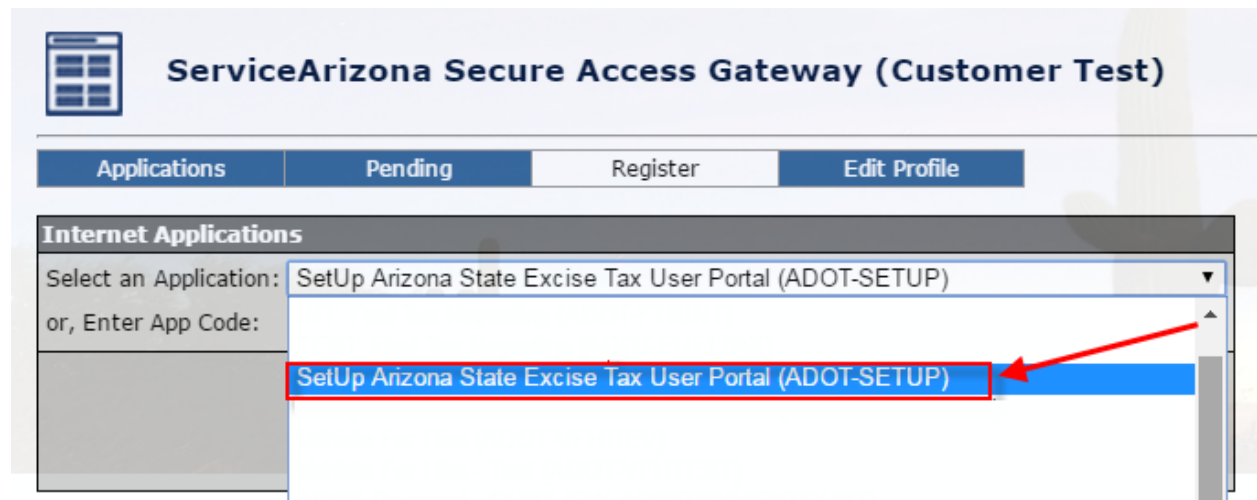 ServiceArizona Secure Access Gateway (Customer Test)
Applications Pending Register Edit Profile
Internet Applications
Select an Application: SetUp Arizona State Excise Tax User Portal (ADOT-SETUP)
or, Enter App Code:
SetUp Arizona State Excise Tax User Portal (ADOT-SETUP)